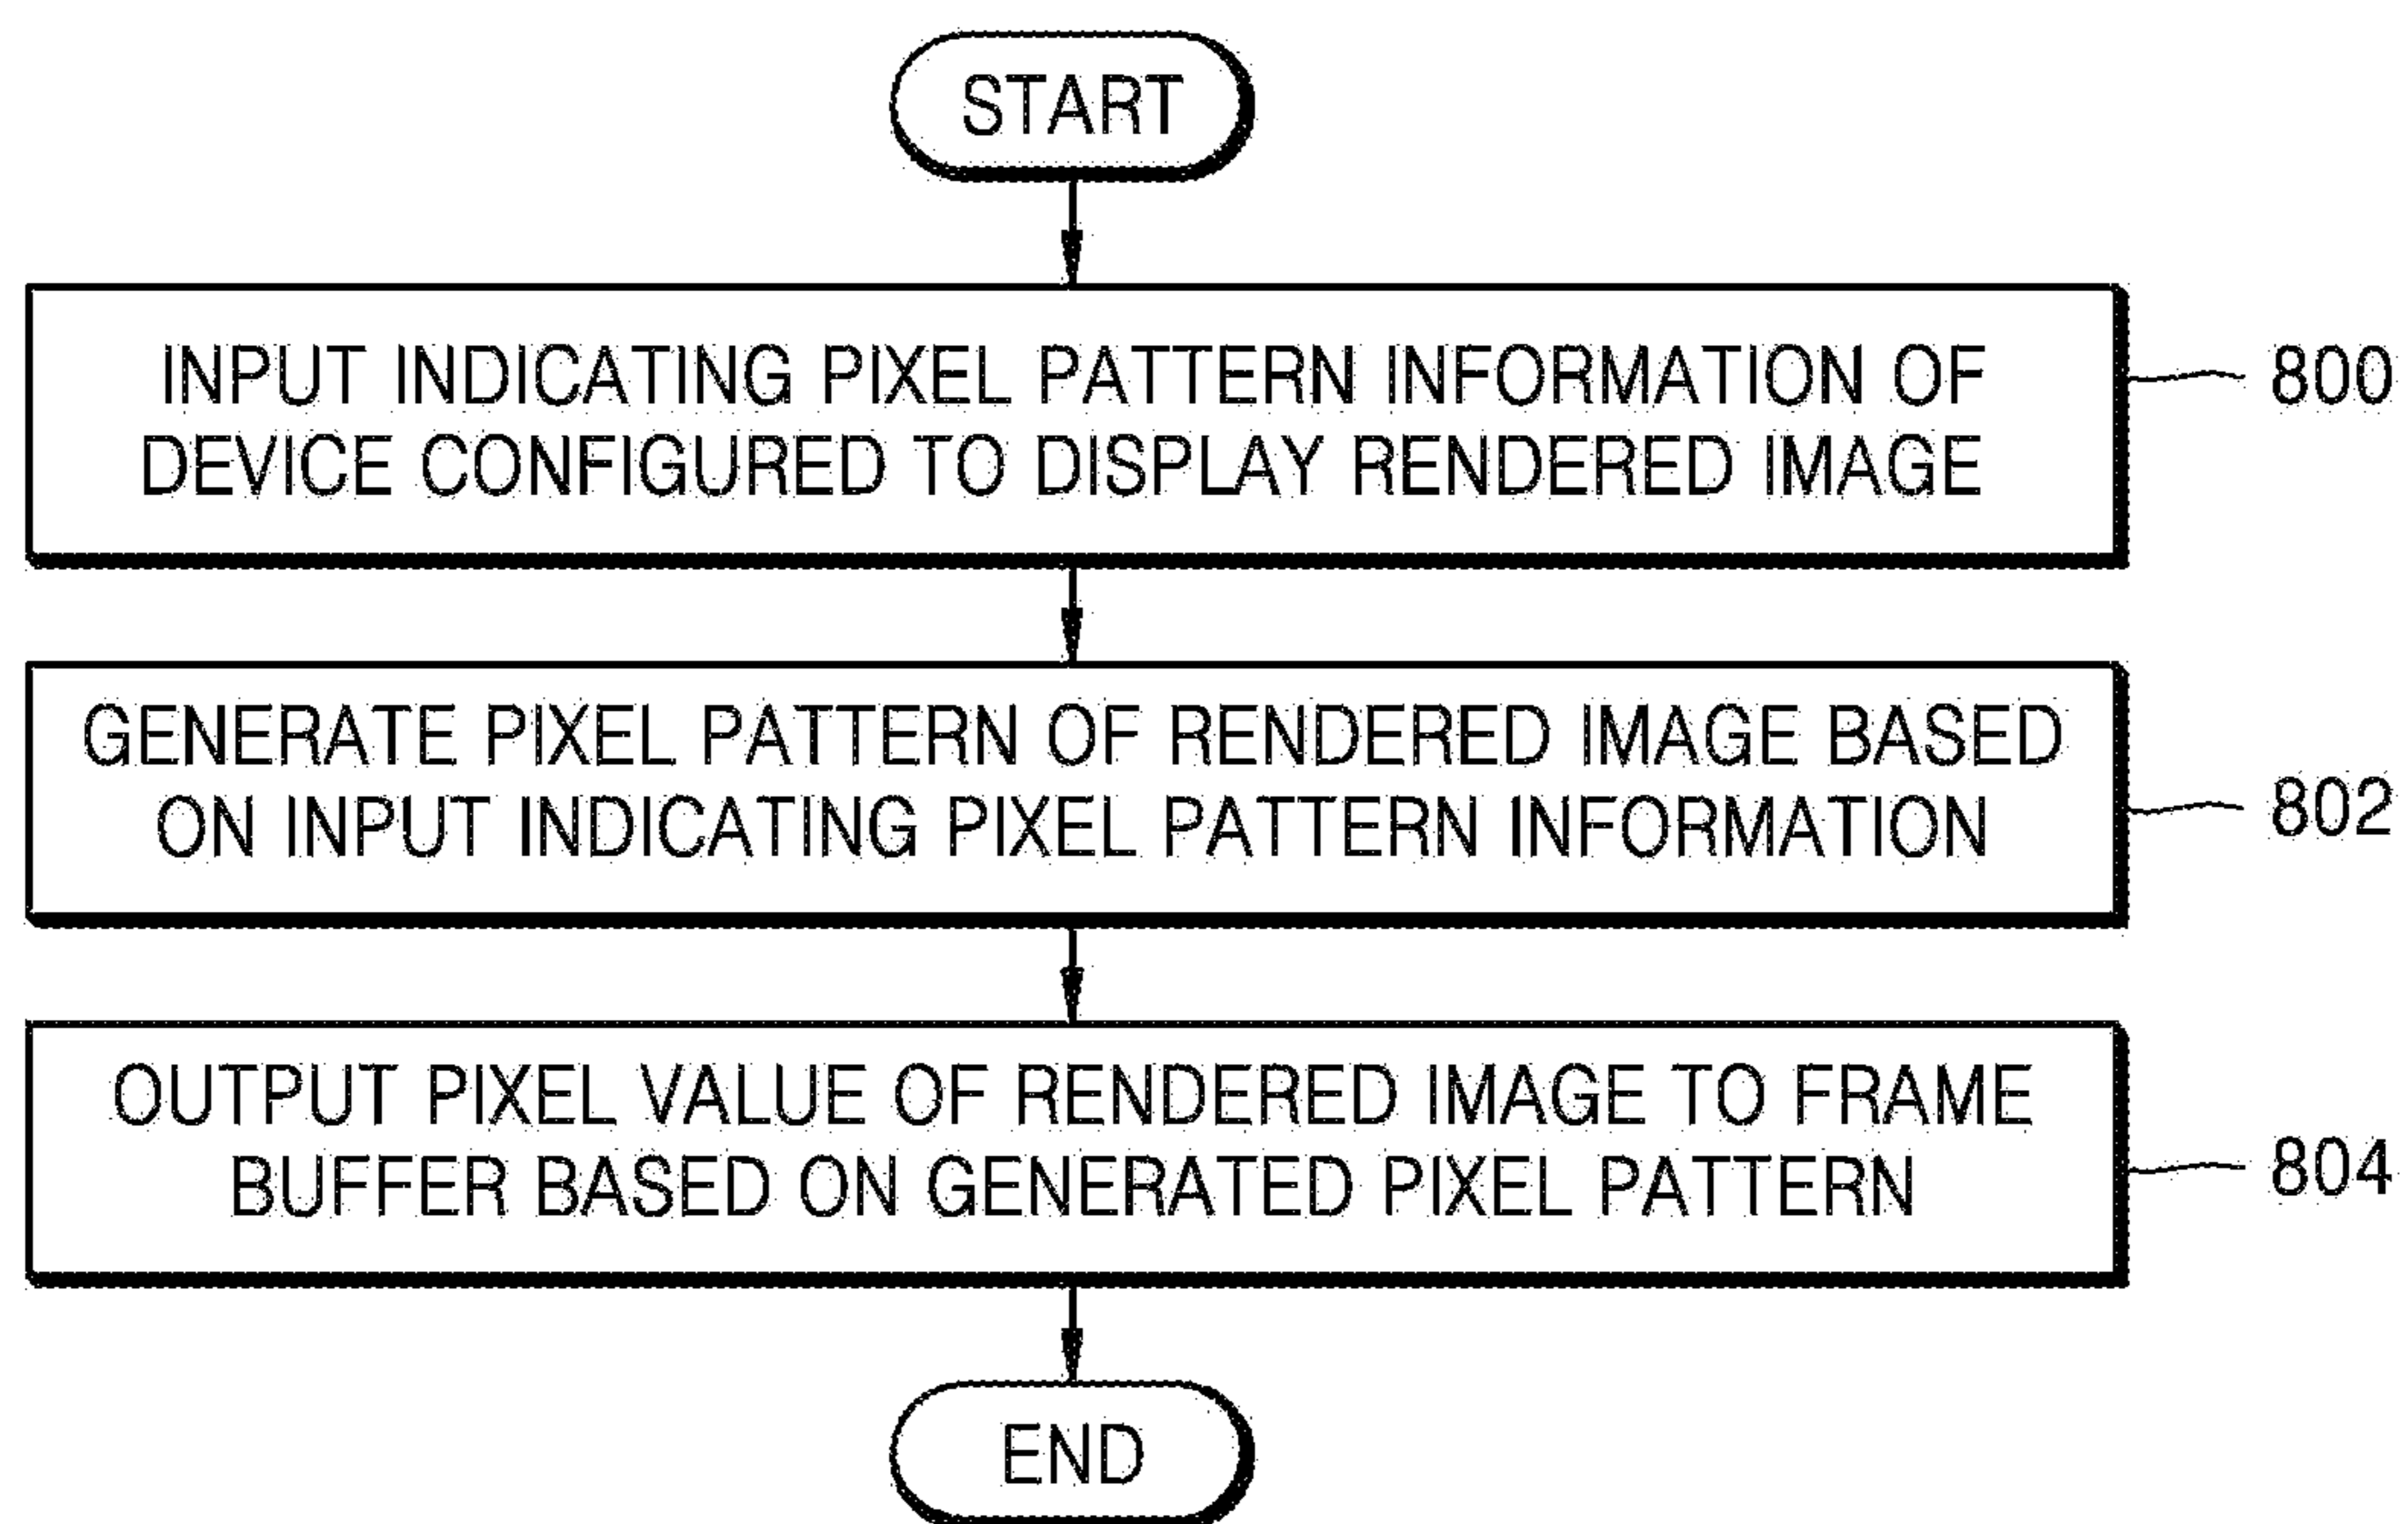 START
INPUT INDICATING PIXEL PATTERN INFORMATION OF
DEVICE CONFIGURED TO DISPLAY RENDERED IMAGE
800
GENERATE PIXEL PATTERN OF RENDERED IMAGE BASED
ON INPUT INDICATING PIXEL PATTERN INFORMATION
802
OUTPUT PIXEL VALUE OF RENDERED IMAGE TO FRAME
BUFFER BASED ON GENERATED PIXEL PATTERN
804
END